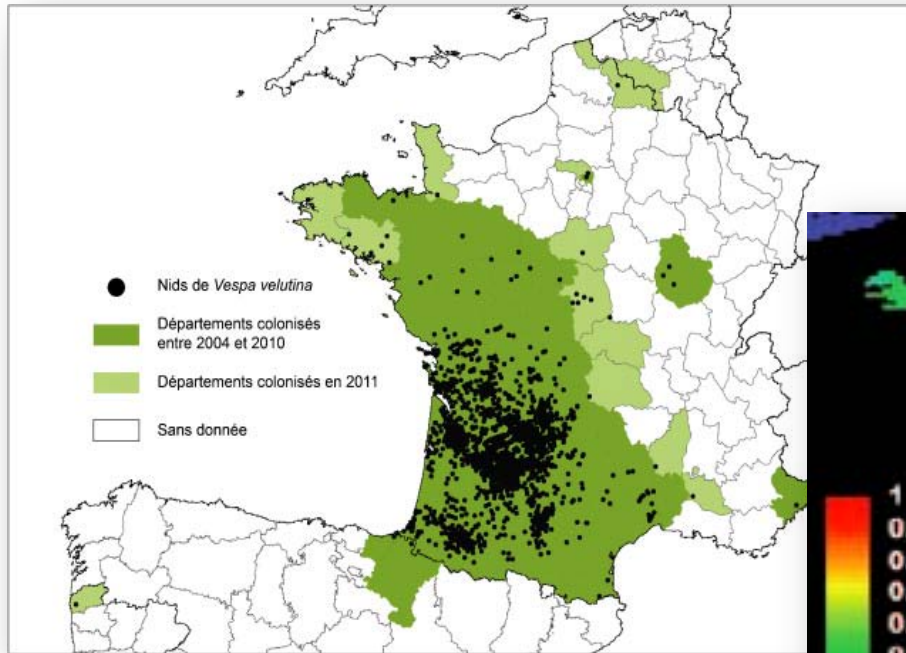 Nids de Vespa velutina
Départements colonisés
entre 2004 et 2010
Départements colonisés en 2011
Sans donnée
1
0
0
0
0